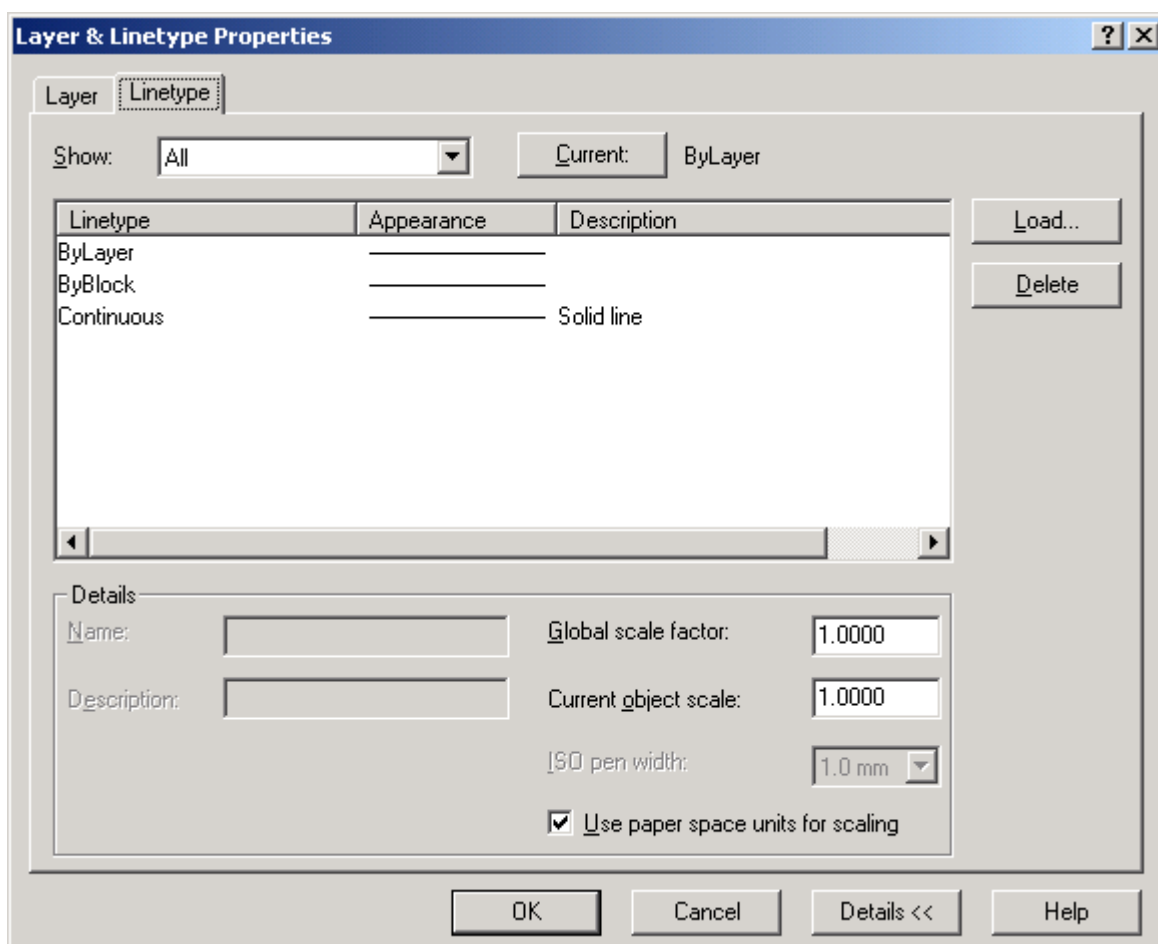 Layer & Linetype Properties
Layer Linetype
Show: All Current: ByLayer
Linetype Appearance Description
Load...
ByLayer
ByBlock
Delete
Continuous Solid line
Details
Name: Global scale factor: 1.0000
Description: Current object scale: 1.0000
ISO pen width: 1.0 mm
Use paper space units for scaling
OK Cancel Details << Help